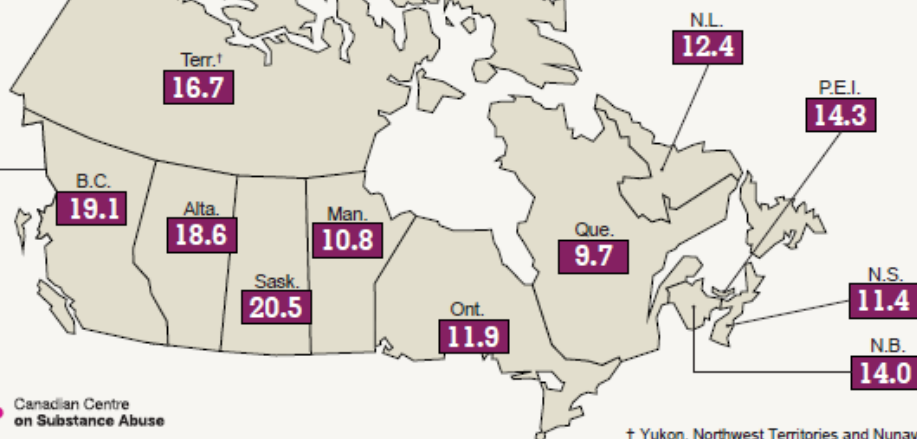 N.L.
12.4
Terr.†
16.7
P.E.I.
14.3
B.C.
19.1
Alta.
18.6
Man.
10.8
Que.
9.7
Sask.
20.5
N.S.
11.4
Ont.
11.9
N.B.
14.0
Canadian Centre
on Substance Abuse
† Yukon, Northwest Territories and